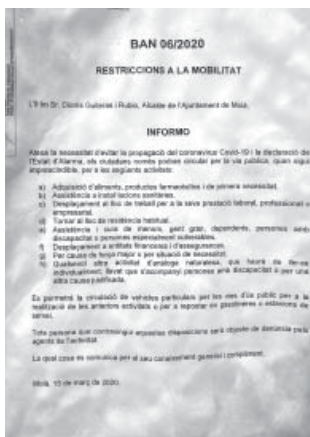 BAN 06/2020
RESTRICCIONS A LA MOBILITAT
L'Il·lm Sr. Dionís Guiteras i Rubio, Alcalde de l'Ajuntament de Moià,
INFORMO
Atesa la necessitat d'evitar la propagació del coronavirus Covid-19 i la declaració de
l'Estat d'Alarma, els ciutadans només podran circular per la via pública, quan sigui
imprescindible, per a les següents activitats:
a) Adquisició d'aliments, productes farmacèutics i de primera necessitat.
b) Assistència a instal·lacions sanitàries.
c) Desplaçament al lloc de treball per a la seva prestació laboral, professional o
empresarial.
d) Tornar al lloc de residència habitual.
e) Assistència i cura de menors, gent gran, dependents, persones amb
discapacitat o persones especialment vulnerables.
f) Desplaçament a entitats financeres i d'assegurances.
g) Per causa de força major o per situació de necessitat.
h) Qualsevol altra activitat d'anàloga naturalesa, que haurà de fer-se
individualment, llevat que s'acompanyi persones amb discapacitat o per una
altra causa justificada.
Es permetrà la circulació de vehicles particulars per les vies d'ús públic per a la
realització de les anteriors activitats o per a repostar en gasolineres o estacions de
servei.
Tota persona que contravingui aquestes disposicions serà objecte de denúncia pels
agents de l'autoritat.
La qual cosa es comunica per al seu coneixement general i compliment.
Moià, 15 de març de 2020.